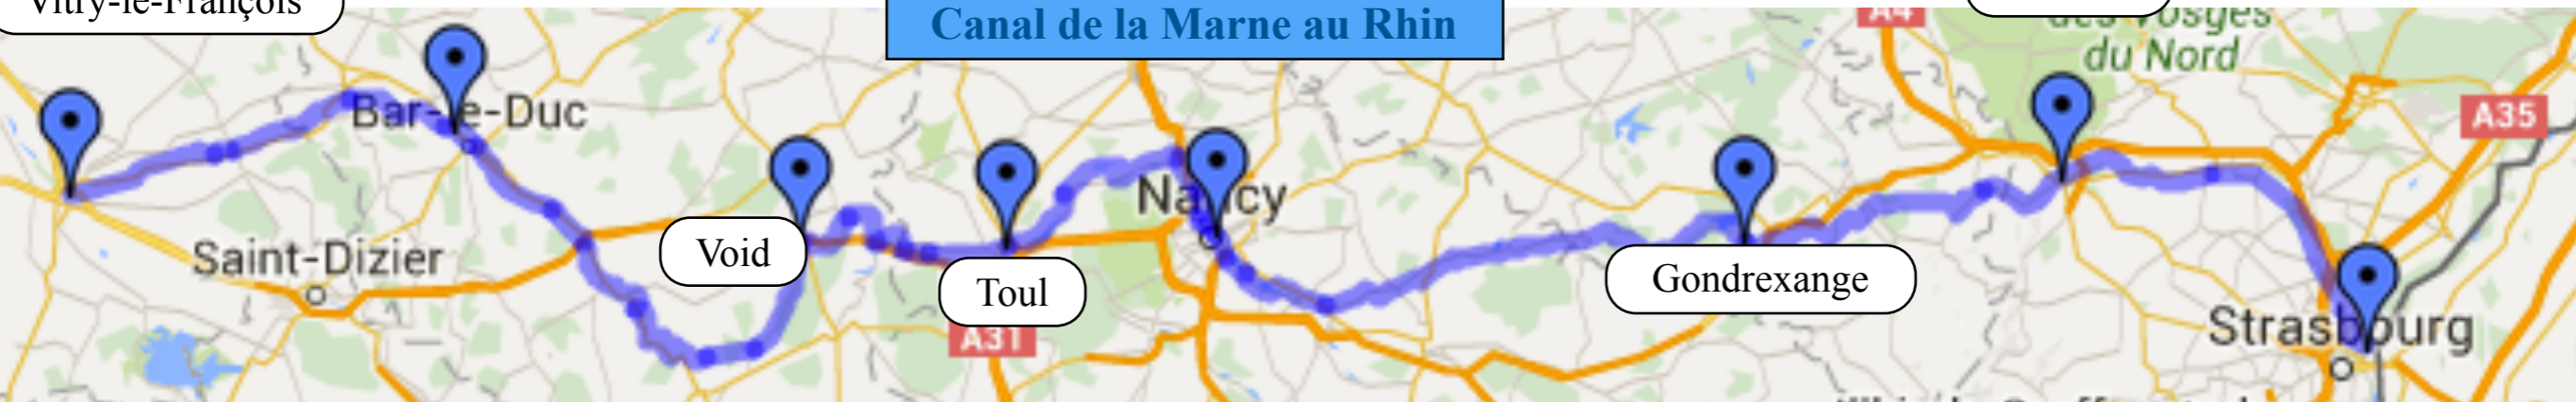 Vitry-le-François
Canal de la Marne au Rhin
A4
des Vosges
du Nord
Bar-le-Duc
A35
Nancy
Saint-Dizier
Void
Toul
Gondrexange
A31
Strasbourg